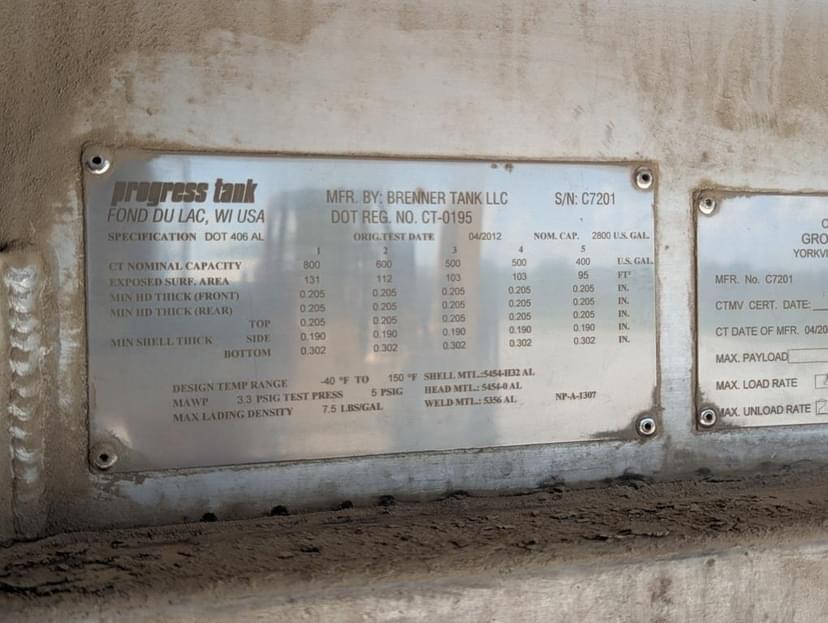 progress tank
FOND DU LAC, WI USA
MFR. BY: BRENNER TANK LLC S/N: C7201
DOT REG. NO. CT-0195
SPECIFICATION DOT 406 AL ORIG.TEST DATE 04/2012 NOM. CAP. 2800 U.S. GAL.
1 2 3 4 5
CT NOMINAL CAPACITY 800 600 500 500 400 U.S. GAL.
EXPOSED SURF. AREA 131 112 103 103 95 FT²
MIN HD THICK (FRONT) 0.205 0.205 0.205 0.205 0.205 IN.
MIN HD THICK (REAR) 0.205 0.205 0.205 0.205 0.205 IN.
TOP 0.205 0.205 0.205 0.205 0.205 IN.
MIN SHELL THICK SIDE 0.190 0.190 0.190 0.190 0.190 IN.
BOTTOM 0.302 0.302 0.302 0.302 0.302
DESIGN TEMP RANGE -40 °F TO 150 °F SHELL MTL.:5454-H32 AL
MAWP 3.3 PSIG TEST PRESS 5 PSIG HEAD MTL.: 5454-0 AL
MAX LADING DENSITY 7.5 LBS/GAL WELD MTL.: 5356 AL NP-A-1307
GRO
YORKVI
MFR. No. C7201
CTMV CERT. DATE:
CT DATE OF MFR. 04/20
MAX. PAYLOAD
MAX. LOAD RATE
MAX. UNLOAD RATE